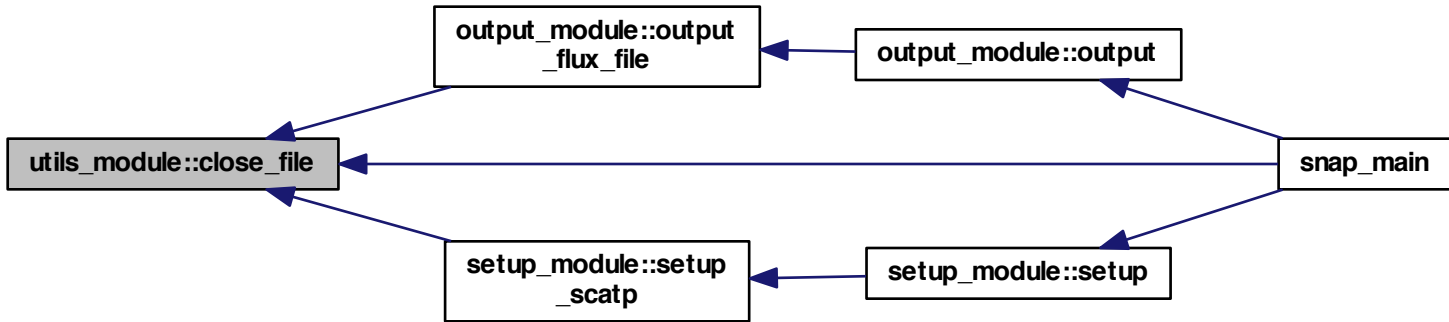 output_module::output
_flux_file
output_module::output
utils_module::close_file
snap_main
setup_module::setup
_scatp
setup_module::setup